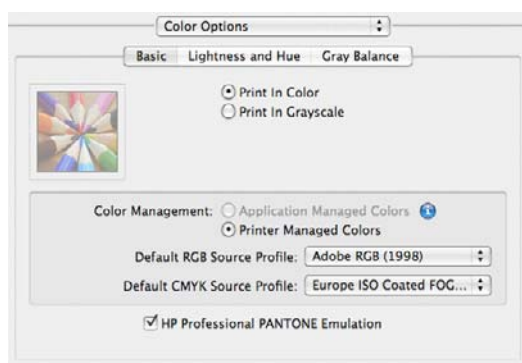 Color Options
Basic Lightness and Hue Gray Balance
Print In Color
Print In Grayscale
Color Management: Application Managed Colors
Printer Managed Colors
Default RGB Source Profile: Adobe RGB (1998)
Default CMYK Source Profile: Europe ISO Coated FOG...
HP Professional PANTONE Emulation